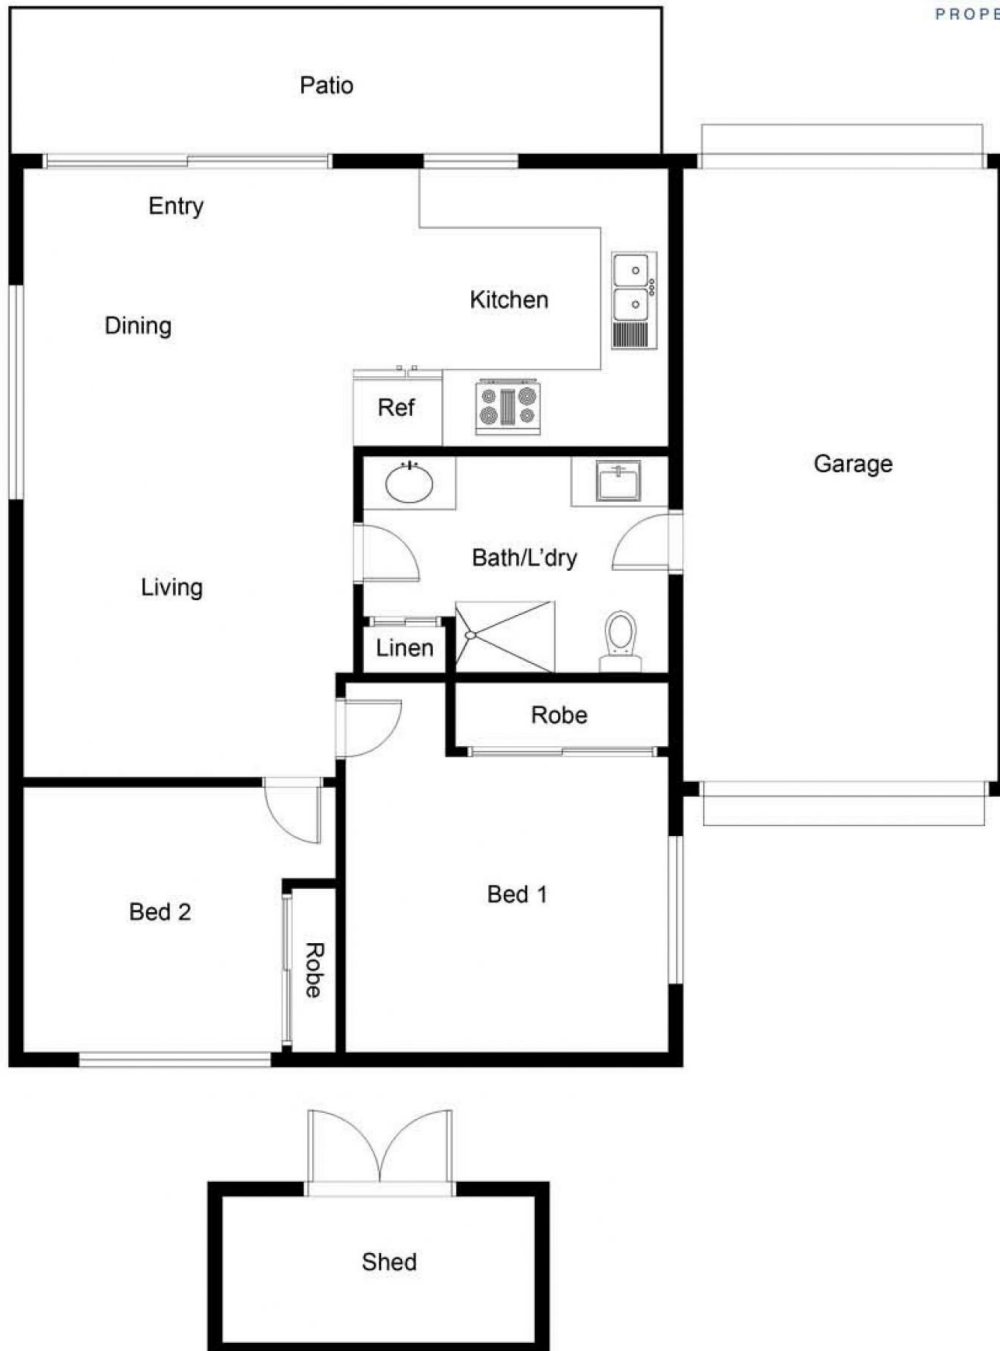 PROPE
Patio
Entry
Kitchen
Dining
Ref
Garage
Bath/L'dry
Living
Linen
Robe
Bed 1
Bed 2
Robe
Shed